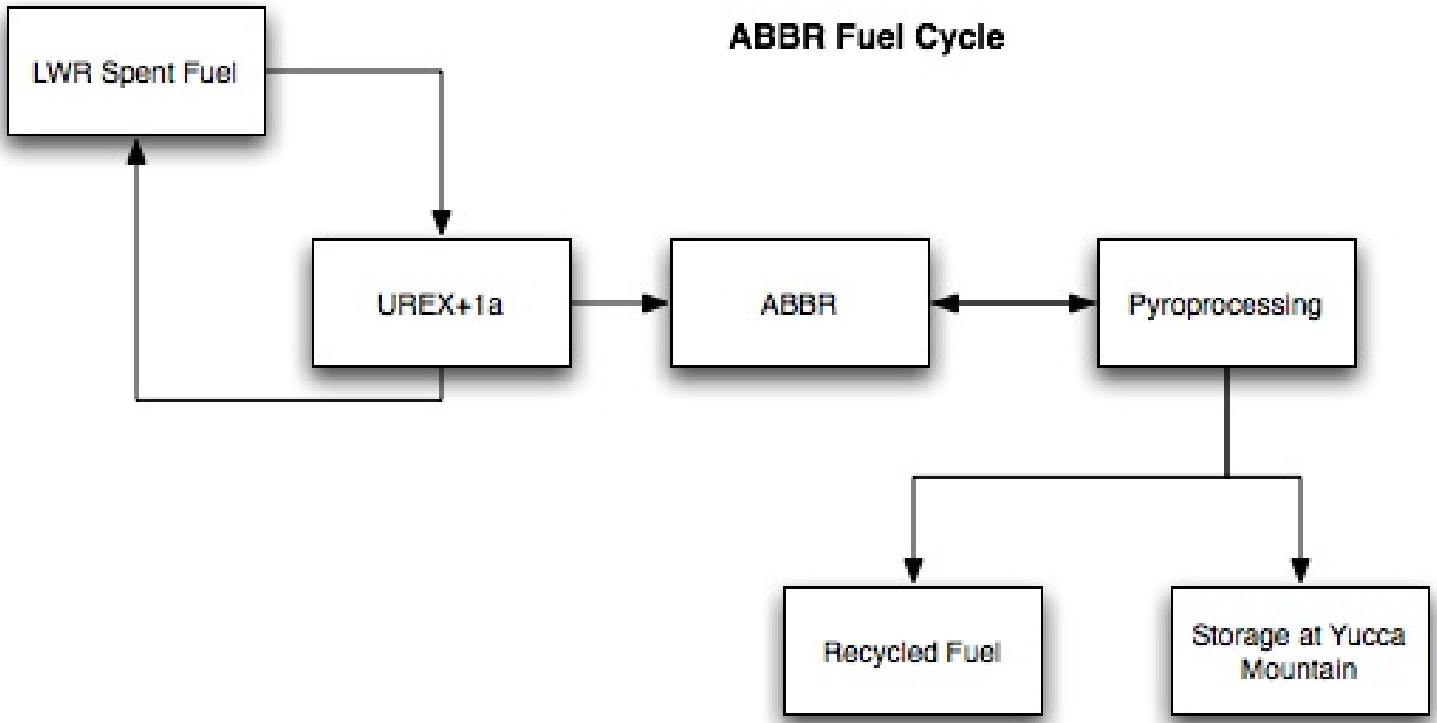 ABBR Fuel Cycle
LWR Spent Fuel
UREX+1a
ABBR
Pyroprocessing
Recycled Fuel
Storage at Yucca
Mountain